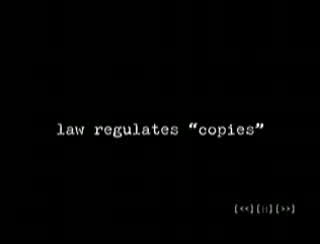 law regulates “copies”
[<<] [::] [>>]